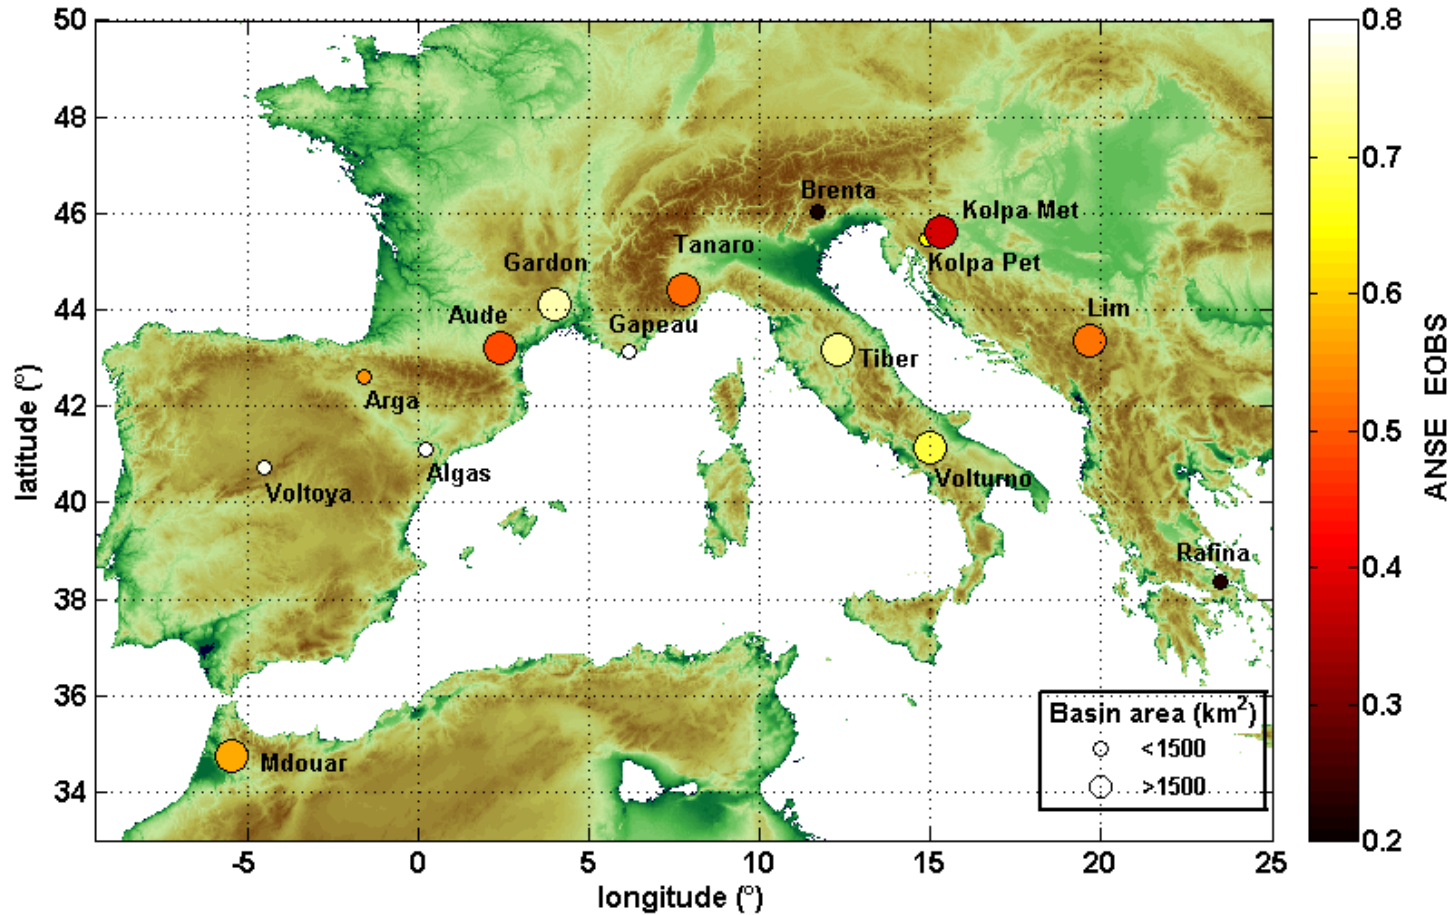 50
48
46
44
42
40
38
36
34
latitude (°)
-5
0
5
10
15
20
25
longitude (°)
Brenta
Kolpa Met
Tanaro
Kolpa Pet
Gardon
Aude
Gapeau
Lim
Tiber
Arga
Algas
Voltoya
Volturno
Rafina
Mdouar
Basin area (km²)
<1500
>1500
0.8
0.7
0.6
0.5
0.4
0.3
0.2
ANSE EOBS